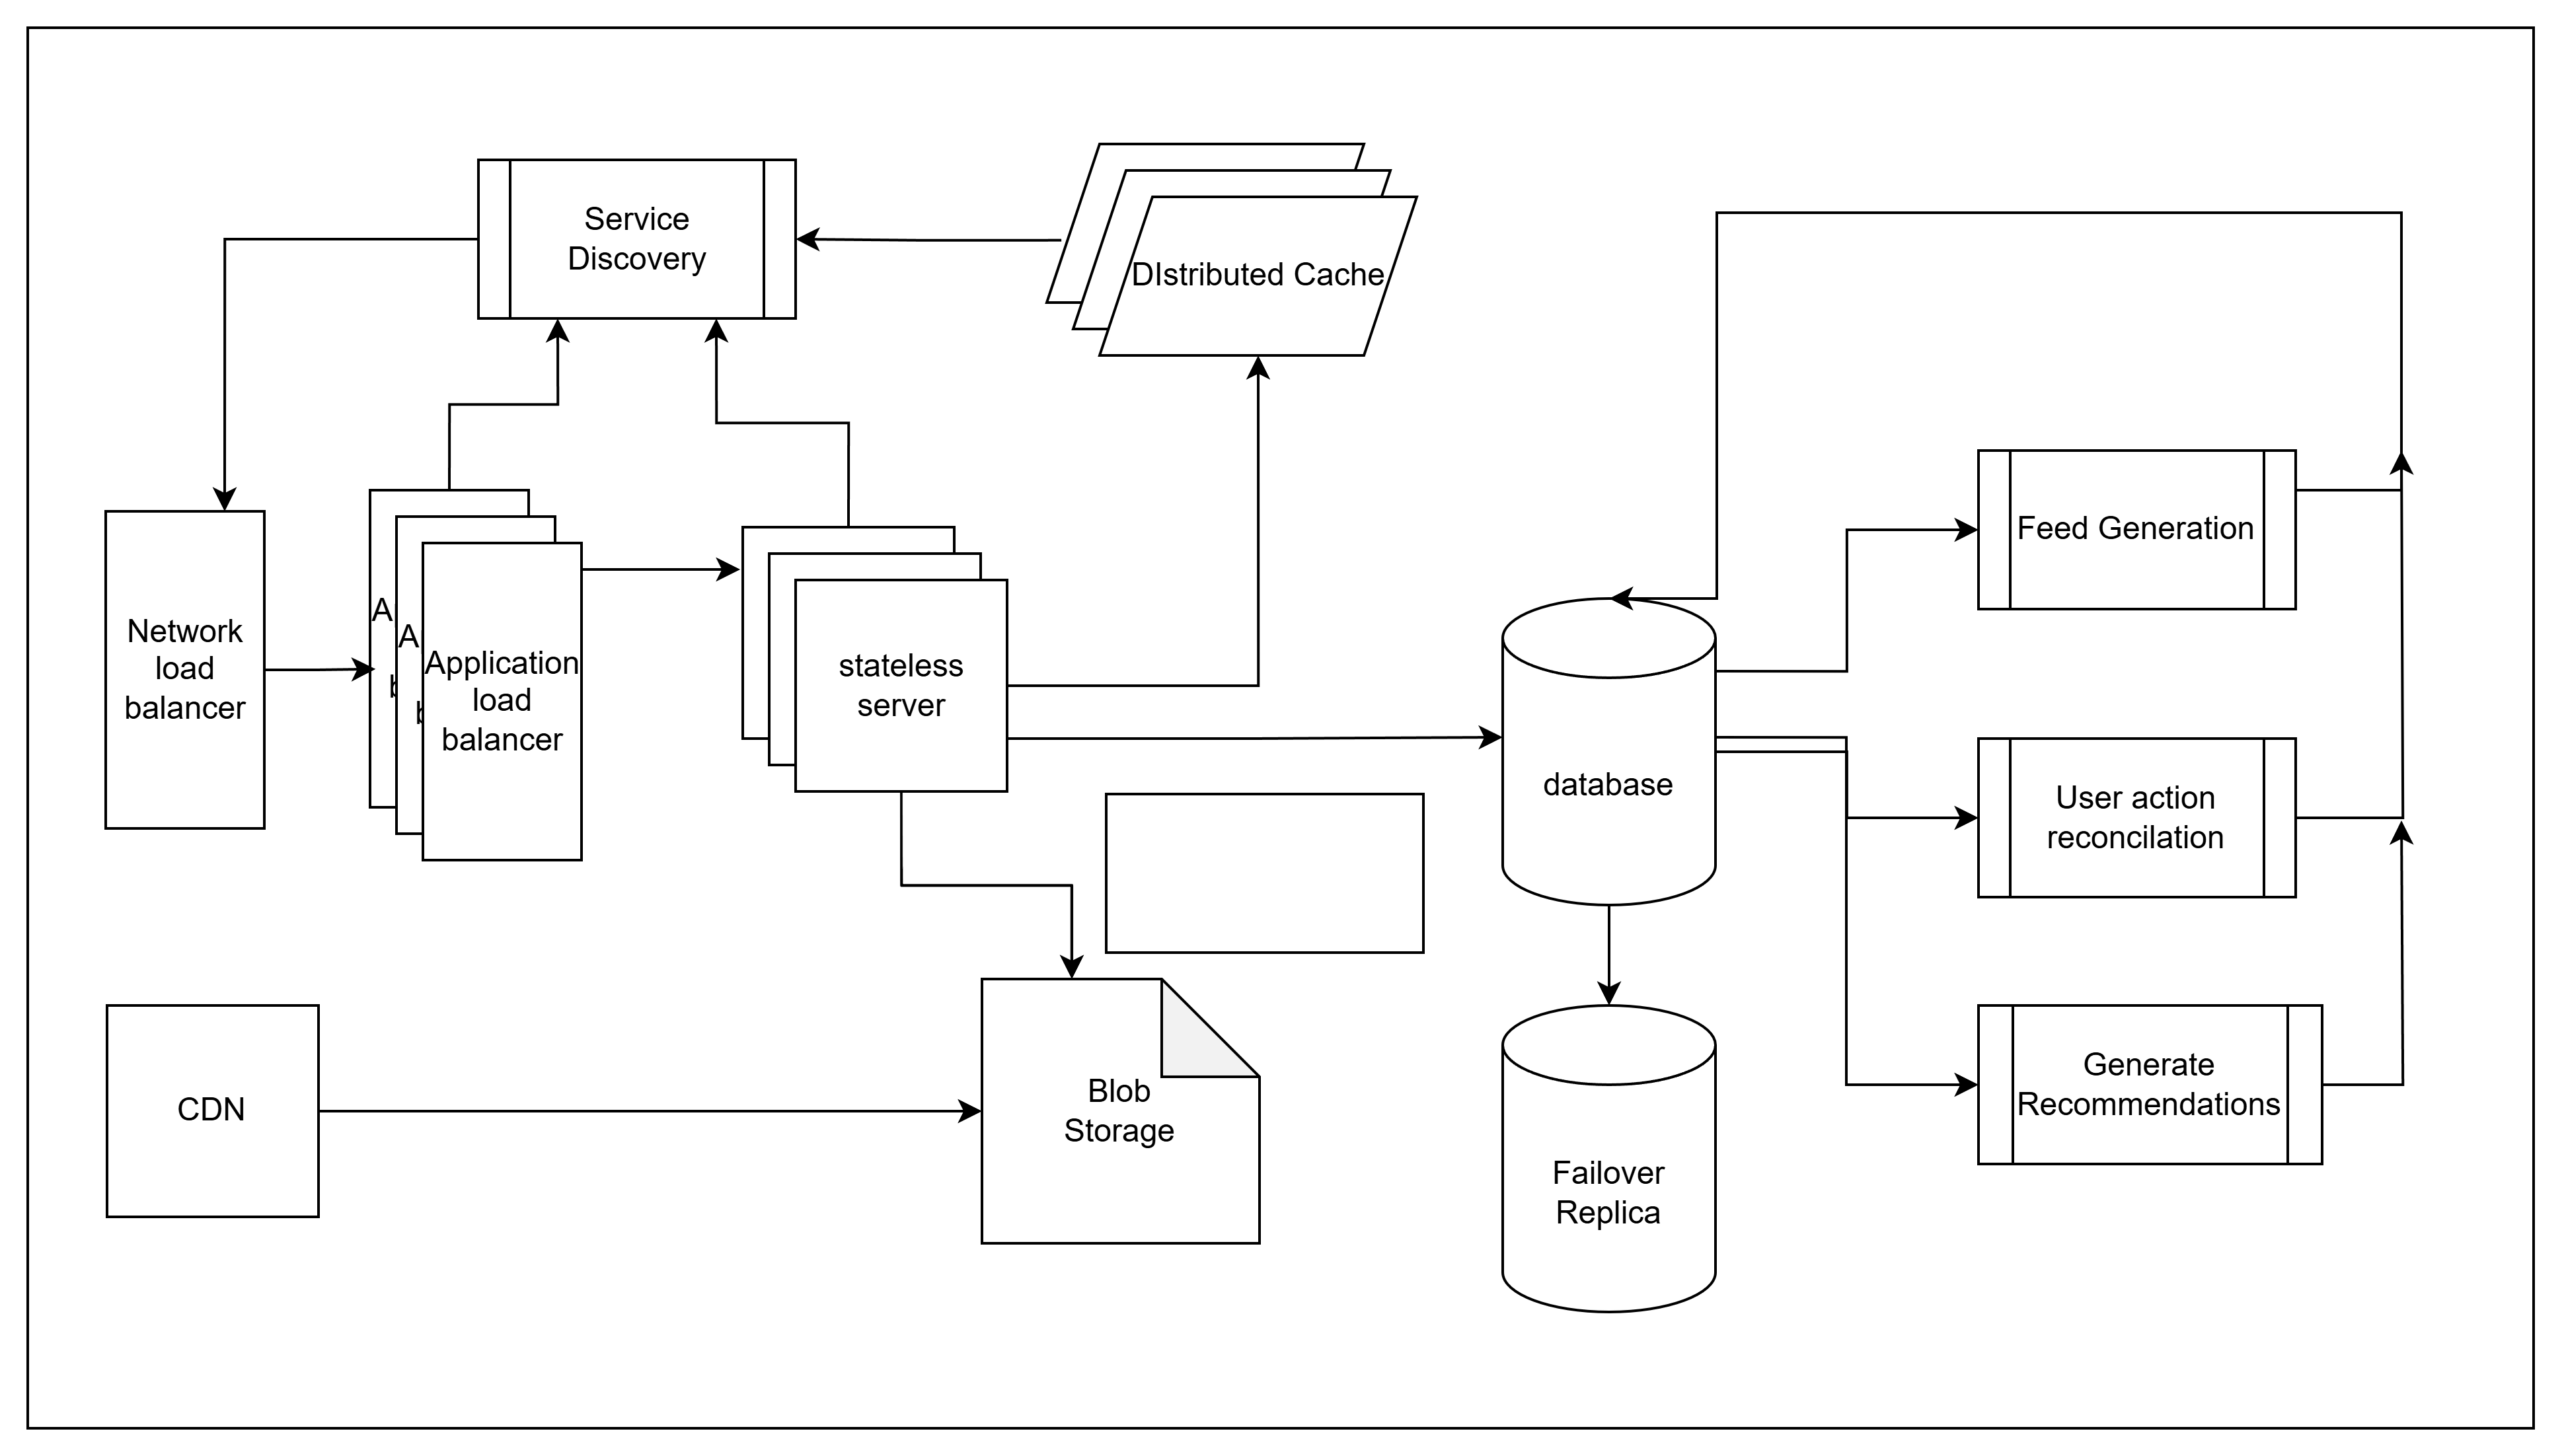 Service
Discovery
DIstributed Cache
Network
load
balancer
A
A
b
b
Application
load
balancer
stateless
server
database
Feed Generation
User action
reconcilation
Generate
Recommendations
CDN
Blob
Storage
Failover
Replica